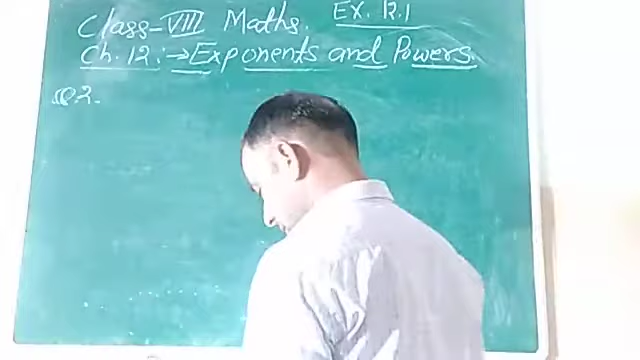 Class-VIII Maths. Ex. 12.1
Ch. 12:→Exponents and Powers.
Q2.